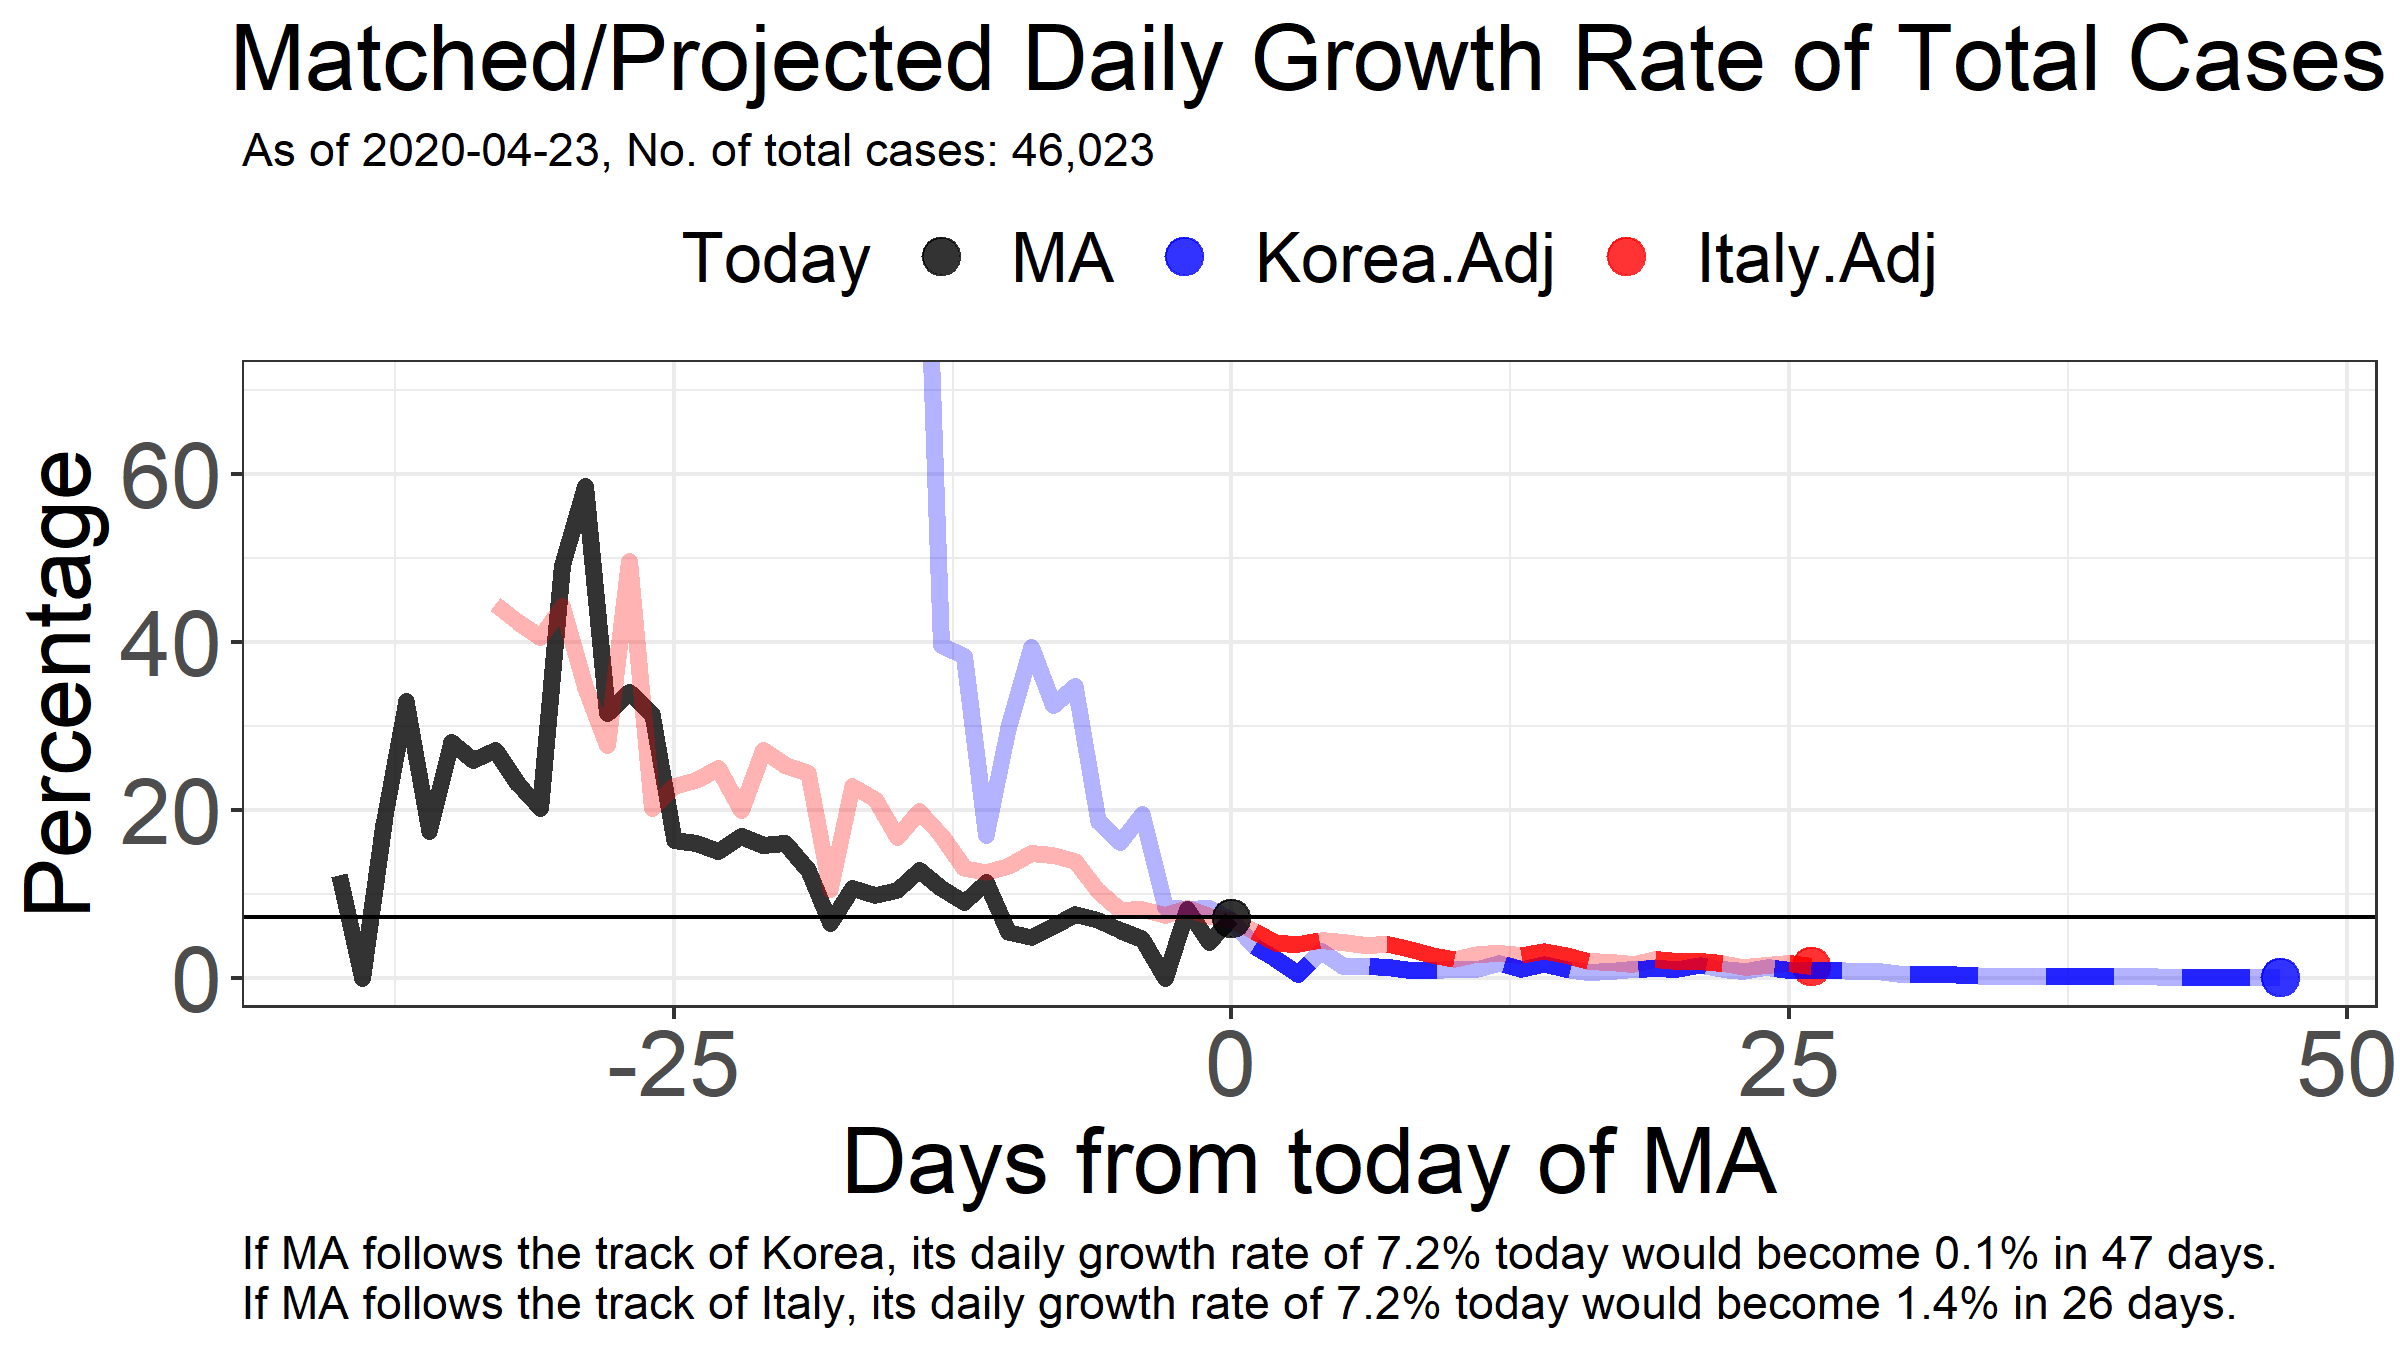 Matched/Projected Daily Growth Rate of Total Cases
As of 2020-04-23, No. of total cases: 46,023
Today MA Korea.Adj Italy.Adj
Percentage
60
40
20
0
-25 0 25 50
Days from today of MA
If MA follows the track of Korea, its daily growth rate of 7.2% today would become 0.1% in 47 days.
If MA follows the track of Italy, its daily growth rate of 7.2% today would become 1.4% in 26 days.